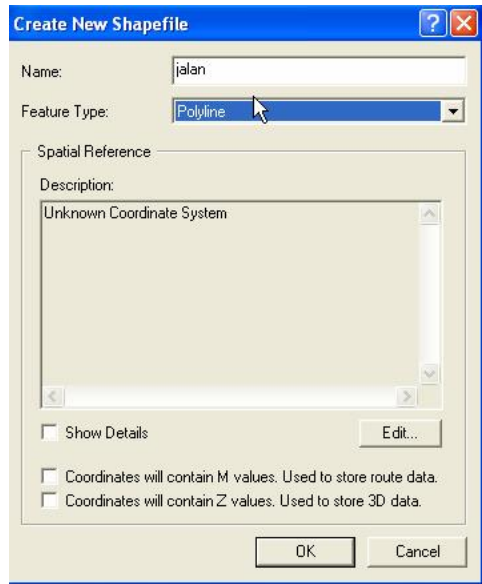 Create New Shapefile
Name: jalan
Feature Type: Polyline
Spatial Reference
Description:
Unknown Coordinate System
Show Details
Edit...
Coordinates will contain M values. Used to store route data.
Coordinates will contain Z values. Used to store 3D data.
OK Cancel